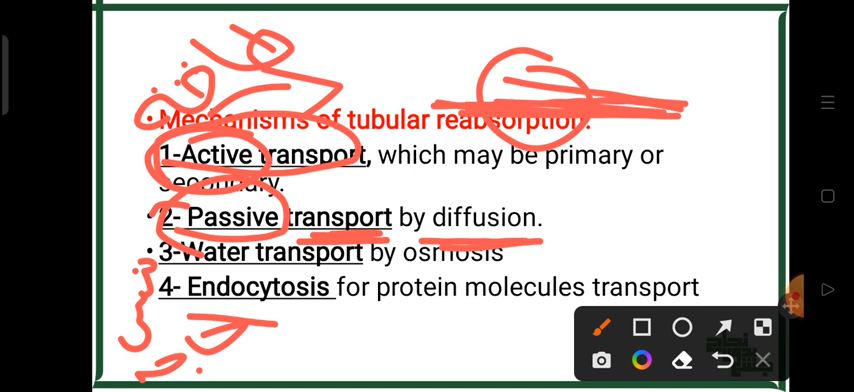 • Mechanisms of tubular reabsorption:
1-Active transport, which may be primary or
secondary.
• 2- Passive transport by diffusion.
• 3-Water transport by osmosis
4- Endocytosis for protein molecules transport